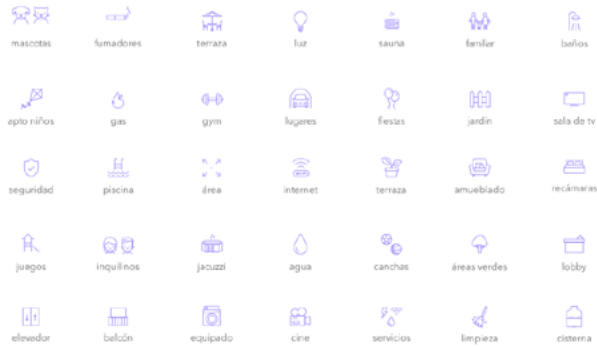 mascotas fumadores terraza luz sauna familiar baños
apto niños gas gym lugares fiestas jardín sala de tv
seguridad piscina área internet terraza amueblado recámaras
juegos inquilinos jacuzzi agua canchas áreas verdes lobby
elevador balcón equipado cine servicios limpieza cisterna